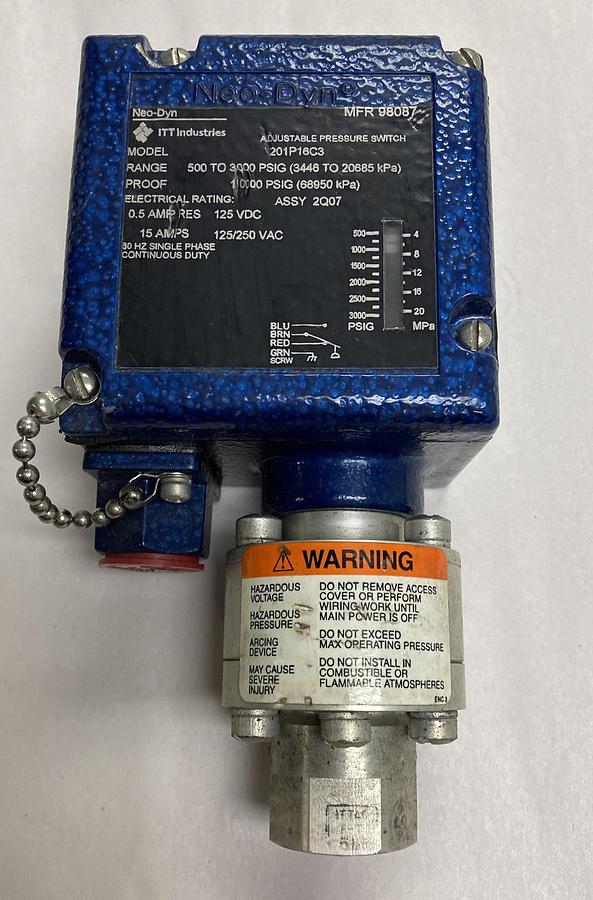 Neo-Dyn®
Neo-Dyn MFR 98087
ITT Industries
ADJUSTABLE PRESSURE SWITCH
MODEL 201P16C3
RANGE 500 TO 3000 PSIG (3446 TO 20685 kPa)
PROOF 10000 PSIG (68950 kPa)
ELECTRICAL RATING: ASSY 2Q07
0.5 AMP RES 125 VDC
15 AMPS 125/250 VAC
60 HZ SINGLE PHASE
CONTINUOUS DUTY
500 4
1000 8
1500 12
2000 16
2500
3000 20
PSIG MPa
BLU
BRN
RED
GRN
SCRW
WARNING
HAZARDOUS VOLTAGE
HAZARDOUS PRESSURE
ARCING DEVICE
MAY CAUSE SEVERE INJURY
DO NOT REMOVE ACCESS
COVER OR PERFORM
WIRING WORK UNTIL
MAIN POWER IS OFF
DO NOT EXCEED
MAX OPERATING PRESSURE
DO NOT INSTALL IN
COMBUSTIBLE OR
FLAMMABLE ATMOSPHERES
ENC 3